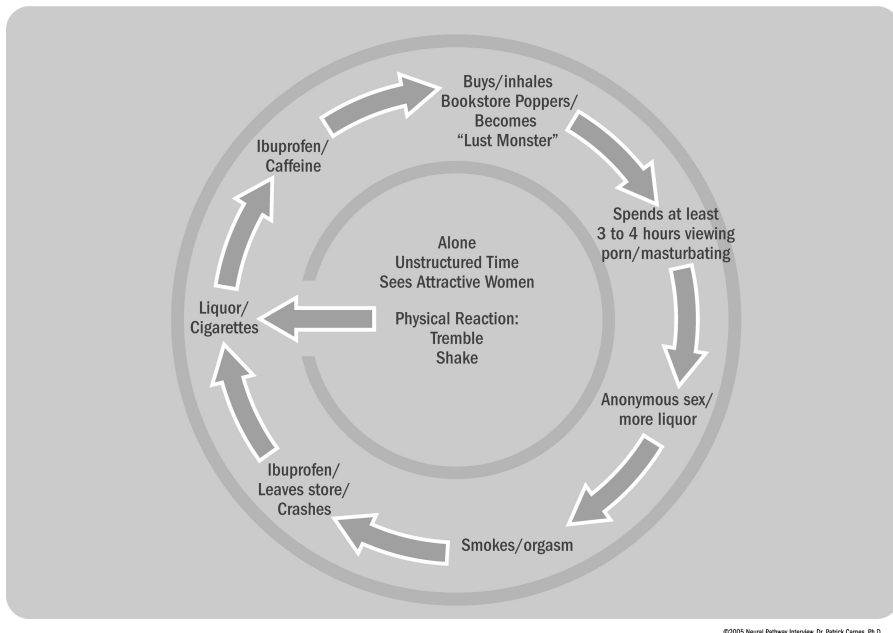 Alone
Unstructured Time
Sees Attractive Women
Physical Reaction:
Tremble
Shake
Liquor/
Cigarettes
Ibuprofen/
Caffeine
Buys/inhales
Bookstore Poppers/
Becomes
“Lust Monster”
Spends at least
3 to 4 hours viewing
porn/masturbating
Anonymous sex/
more liquor
Smokes/orgasm
Ibuprofen/
Leaves store/
Crashes
©2005 Neural Pathway Interview, Dr. Patrick Carnes, Ph.D.